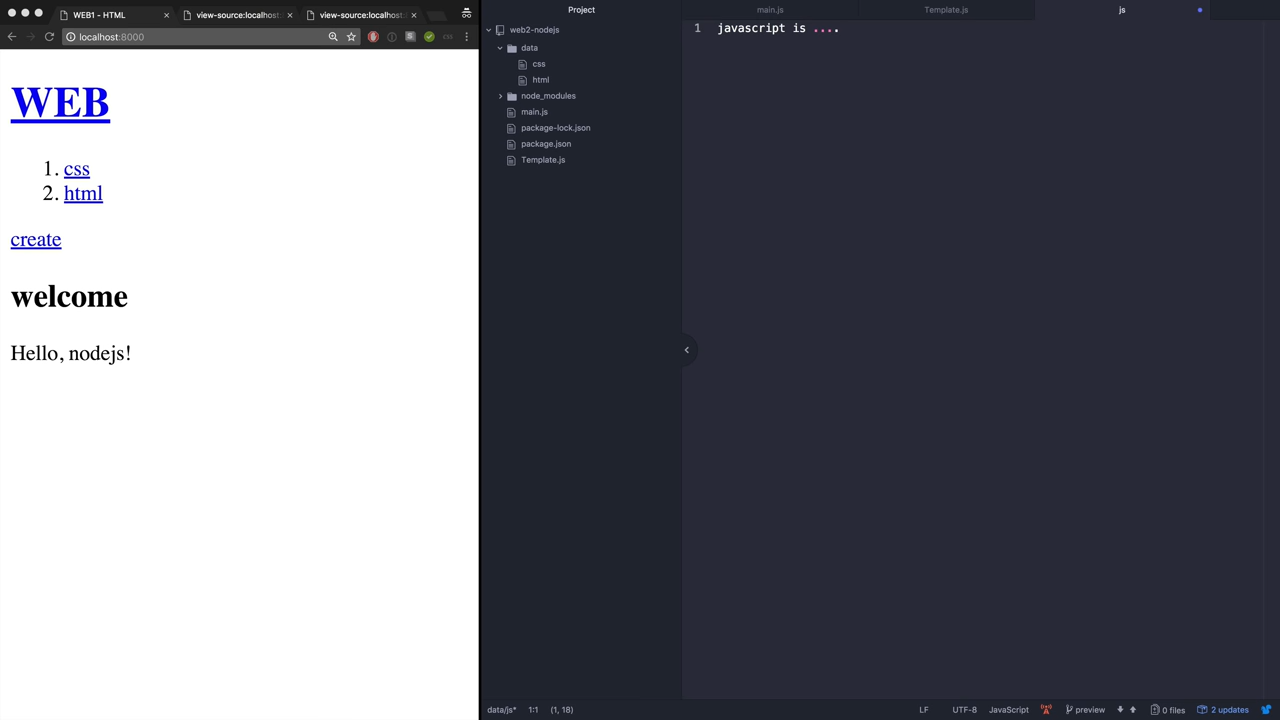 WEB1 - HTML
view-source:localhost:
view-source:localhost:
localhost:8000
WEB
1. css
2. html
create
welcome
Hello, nodejs!
Project
web2-nodejs
data
css
html
node_modules
main.js
package-lock.json
package.json
Template.js
main.js
Template.js
js
1 javascript is ....
data/js* 1:1 (1, 18)
LF UTF-8 JavaScript preview 0 files 2 updates